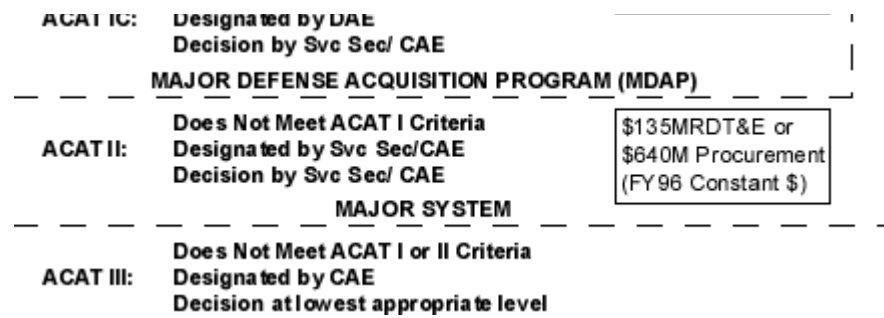 ACAT IC: Designated by DAE
Decision by Svc Sec/ CAE
MAJOR DEFENSE ACQUISITION PROGRAM (MDAP)
Does Not Meet ACAT I Criteria
ACAT II: Designated by Svc Sec/CAE
Decision by Svc Sec/ CAE
$135MRDT&E or
$640M Procurement
(FY96 Constant $)
MAJOR SYSTEM
Does Not Meet ACAT I or II Criteria
ACAT III: Designated by CAE
Decision at lowest appropriate level